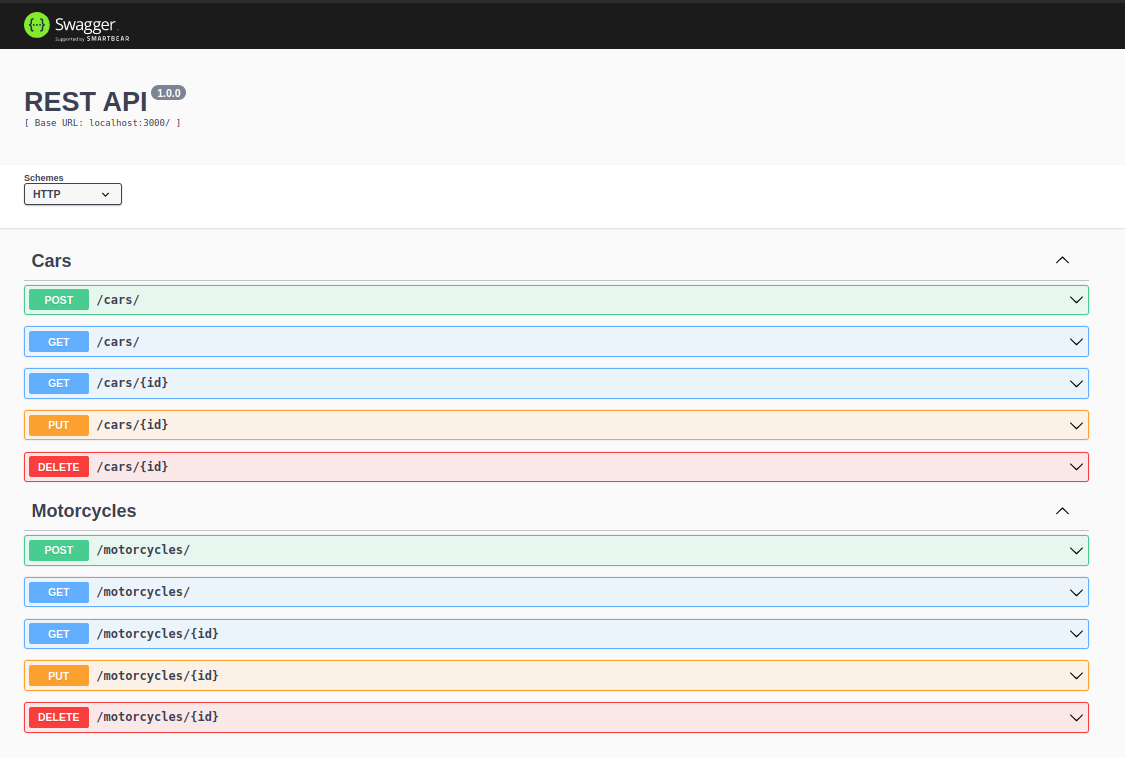 Swagger.
Supported by SMARTBEAR
REST API 1.0.0
[ Base URL: localhost:3000/ ]
Schemes
HTTP
Cars
POST /cars/
GET /cars/
GET /cars/{id}
PUT /cars/{id}
DELETE /cars/{id}
Motorcycles
POST /motorcycles/
GET /motorcycles/
GET /motorcycles/{id}
PUT /motorcycles/{id}
DELETE /motorcycles/{id}